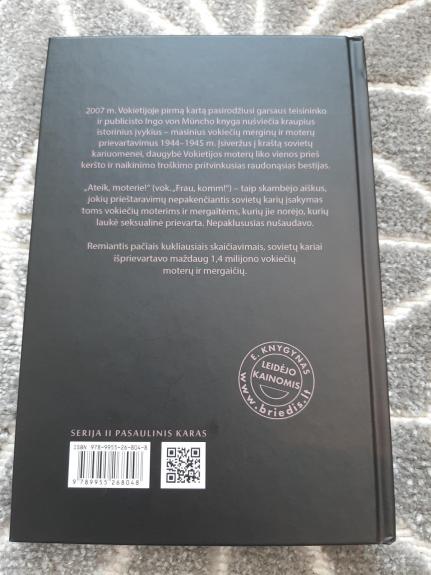 2007 m. Vokietijoje pirmą kartą pasirodžiusi garsaus teisininko
ir publicisto Ingo von Müncho knyga nušviečia kraupius
istorinius įvykius – masinius vokiečių merginų ir moterų
prievartavimus 1944–1945 m. Įsiveržus į kraštą sovietų
kariuomenei, daugybė Vokietijos moterų liko vienos prieš
keršto ir naikinimo troškimo pritvinkusias raudonąsias bestijas.
„Ateik, moterie!“ (vok. „Frau, komm!“) – taip skambėjo aiškus,
jokių prieštaravimų nepakenčiantis sovietų karių įsakymas
toms vokiečių moterims ir mergaitėms, kurių jie norėjo, kurių
laukė seksualinė prievarta. Nepaklususias nušaudavo.
Remiantis pačiais kukliausiais skaičiavimais, sovietų kariai
išprievartavo maždaug 1,4 milijono vokiečių
moterų ir mergaičių.
E. KNYGYNAS
LEIDĖJO
KAINOMIS
www.briedis.lt
SERIJA II PASAULINIS KARAS
ISBN 978-9955-26-804-8
9 789955 268048